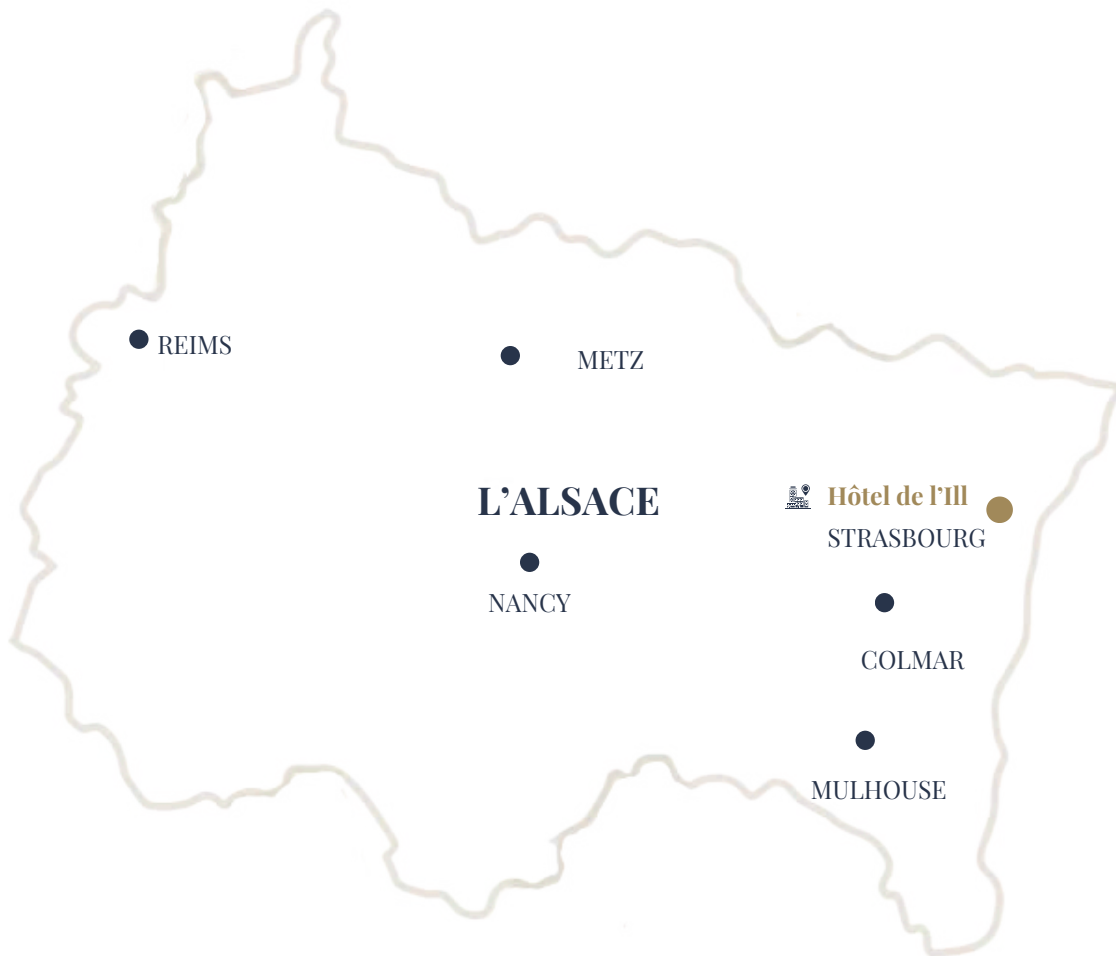 REIMS
METZ
L’ALSACE
Hôtel de l’Ill
STRASBOURG
NANCY
COLMAR
MULHOUSE